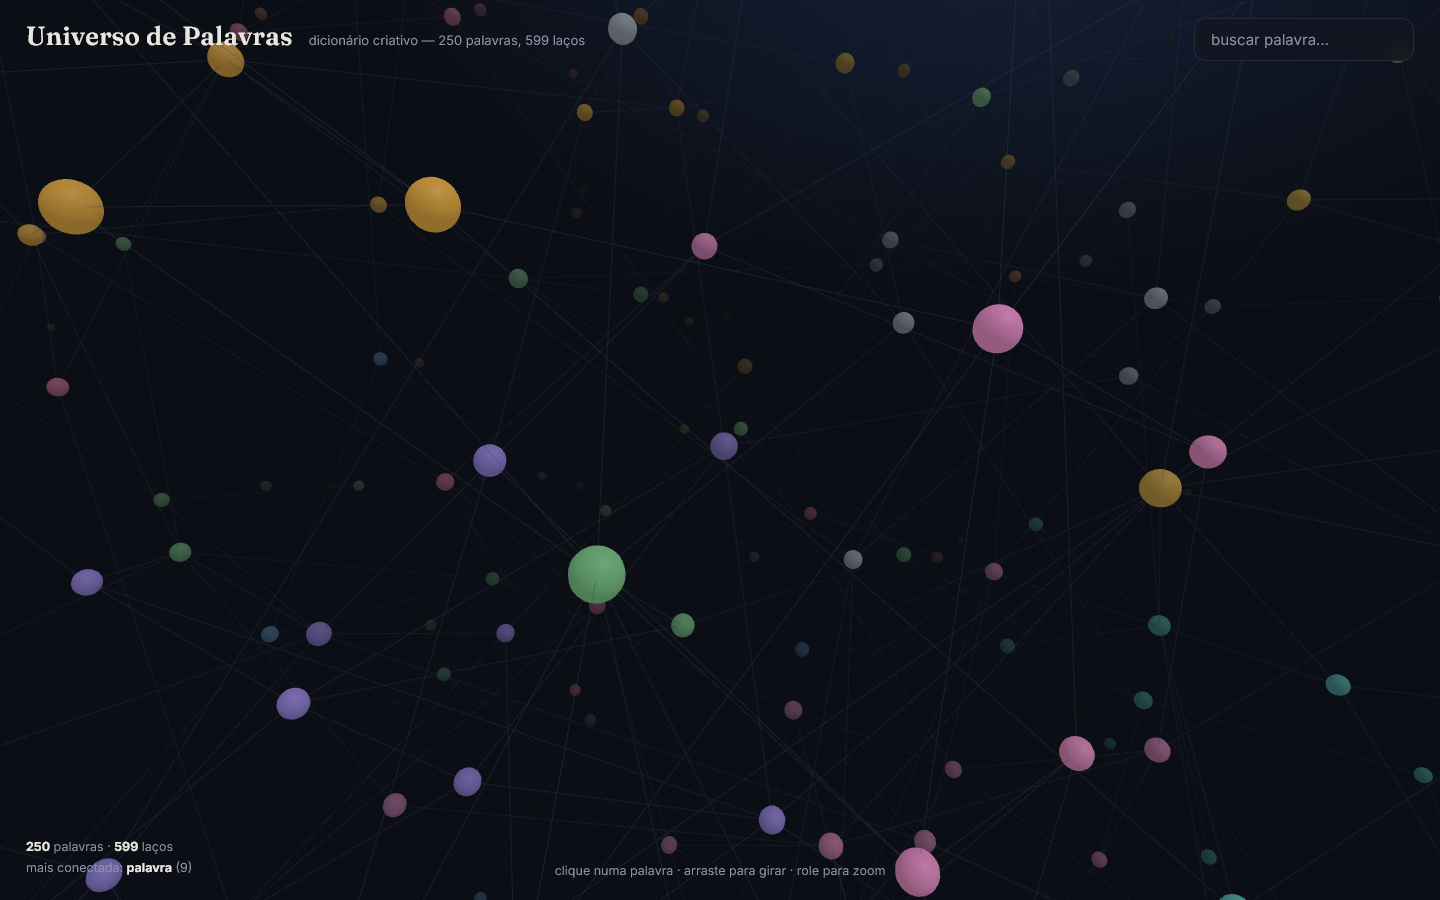 Universo de Palavras
dicionário criativo — 250 palavras, 599 laços
buscar palavra...
250 palavras · 599 laços
mais conectada: palavra (9)
clique numa palavra · arraste para girar · role para zoom